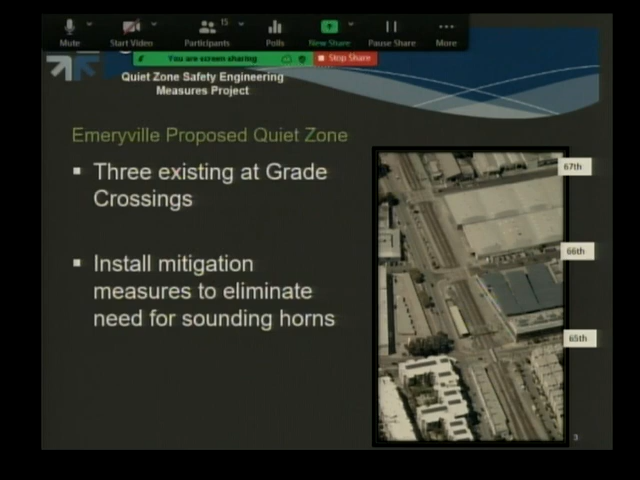 15
Mute
Start Video
Participants
Polls
New Share
Pause Share
More
You are screen sharing
Stop Share
Quiet Zone Safety Engineering
Measures Project
Emeryville Proposed Quiet Zone
▪ Three existing at Grade
Crossings
▪ Install mitigation
measures to eliminate
need for sounding horns
67th
66th
65th
3